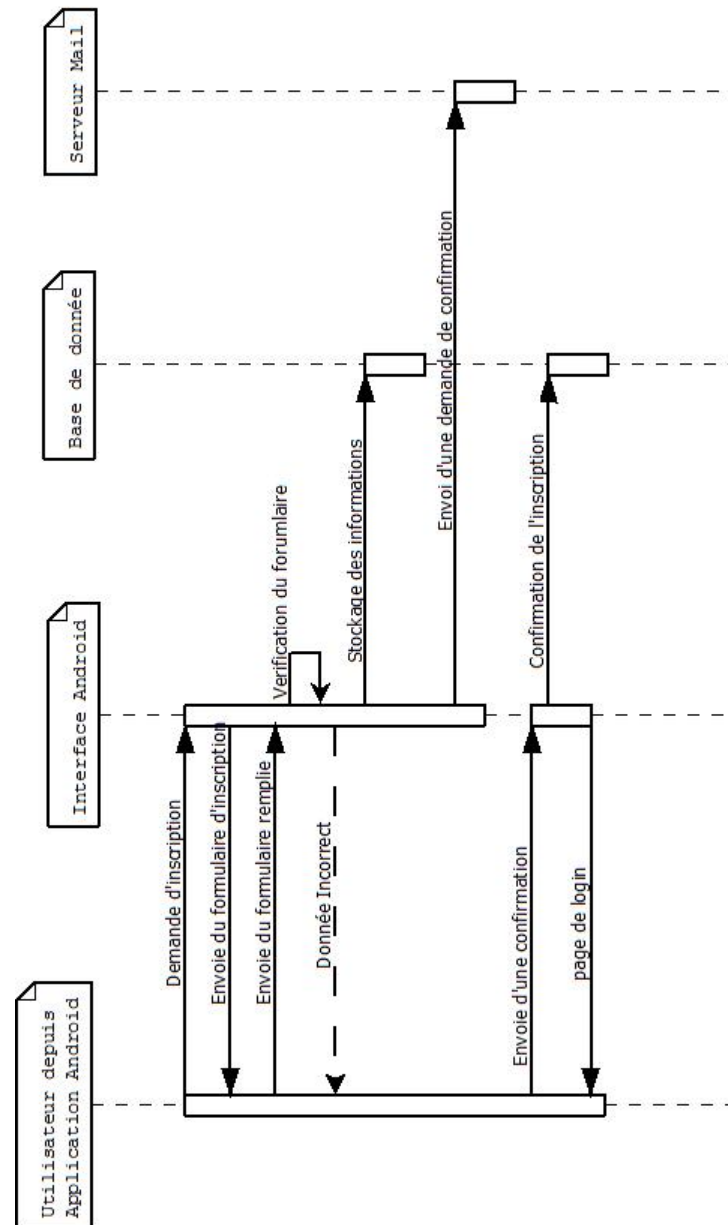 Utilisateur depuis
Application Android
Interface Android
Base de donnée
Serveur Mail
Demande d'inscription
Envoie du formulaire d'inscription
Envoie du formulaire remplie
Verification du forumlaire
Donnée Incorrect
Stockage des informations
Envoi d'une demande de confirmation
Envoie d'une confirmation
Confirmation de l'inscription
page de login